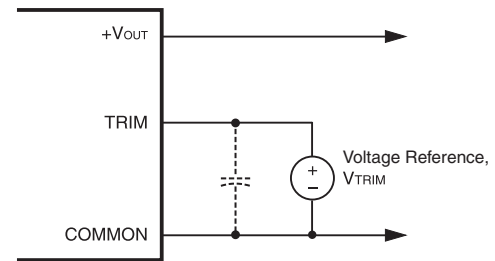 +VOUT
TRIM
+
–
Voltage Reference,
VTRIM
COMMON